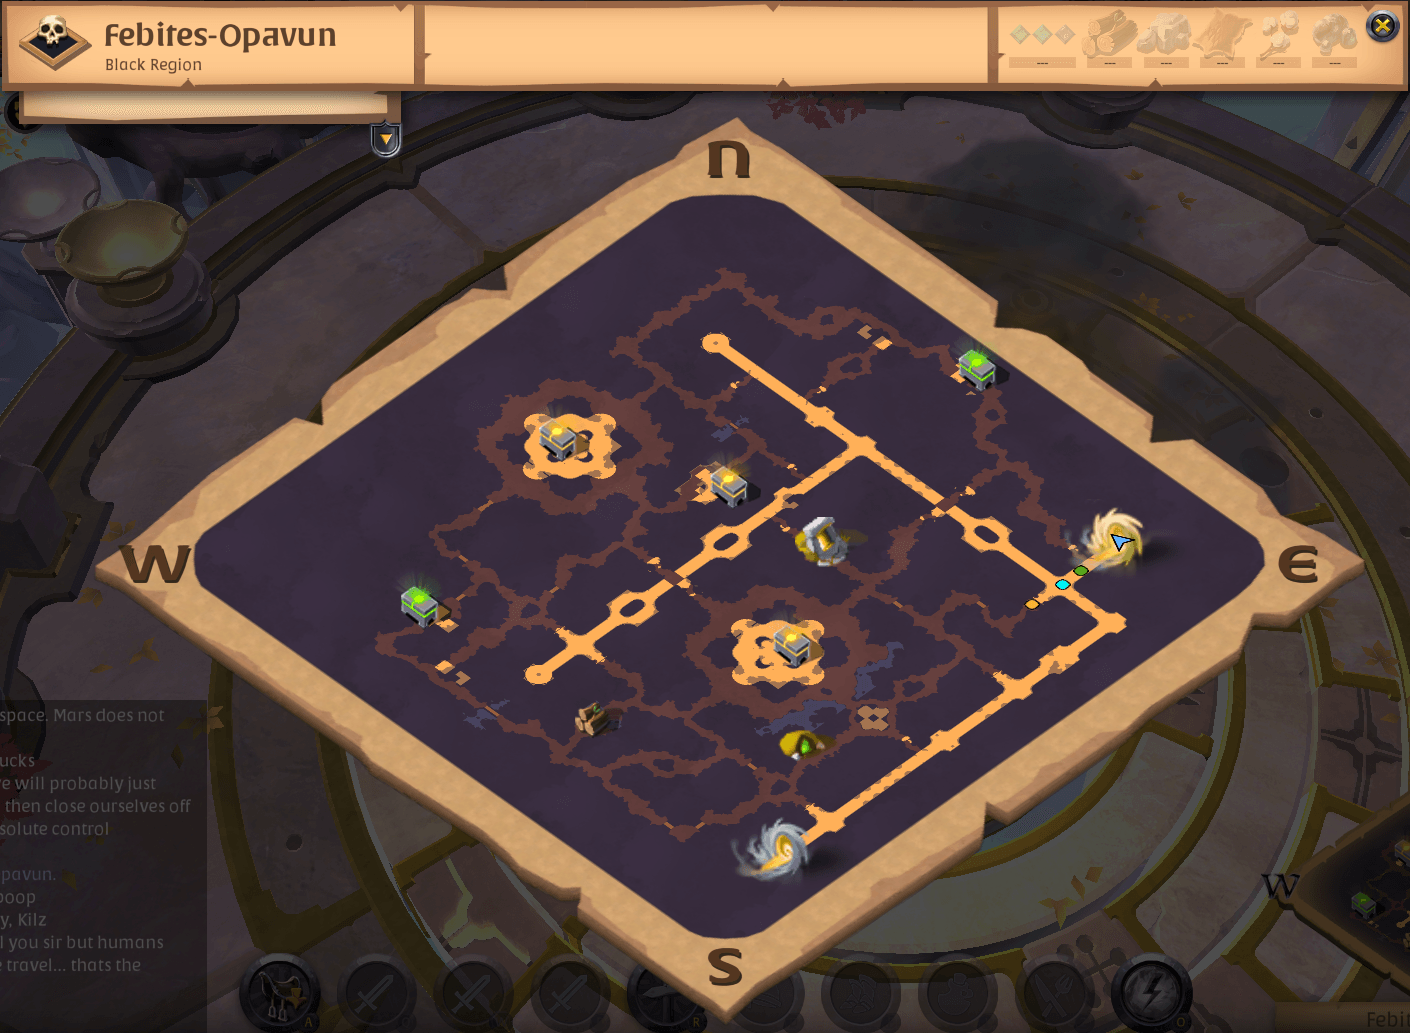 Febites-Opavun
Black Region
---
---
---
---
---
---
N
W
E
S
space. Mars does not
ucks
e will probably just
then close ourselves off
solute control
pavun.
poop
y, Kilz
l you sir but humans
e travel... thats the
W
A
R
Q
Febi